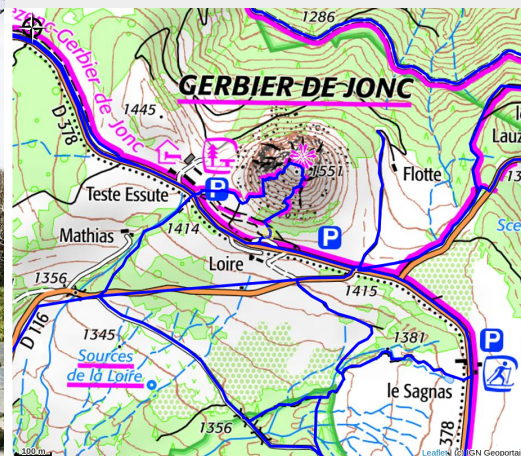 1286
Gerbier de Jonc
GERBIER DE JONC
D 378
1445
Lauz
Flotte
1551
P
Teste Essute
1414
Mathias
P
Loire
1356
1415
D 116
1345
1381
P
Sources
de la Loire
le Sagnas
1356
378
100 m
Leaflet | (c) IGN Geoportail